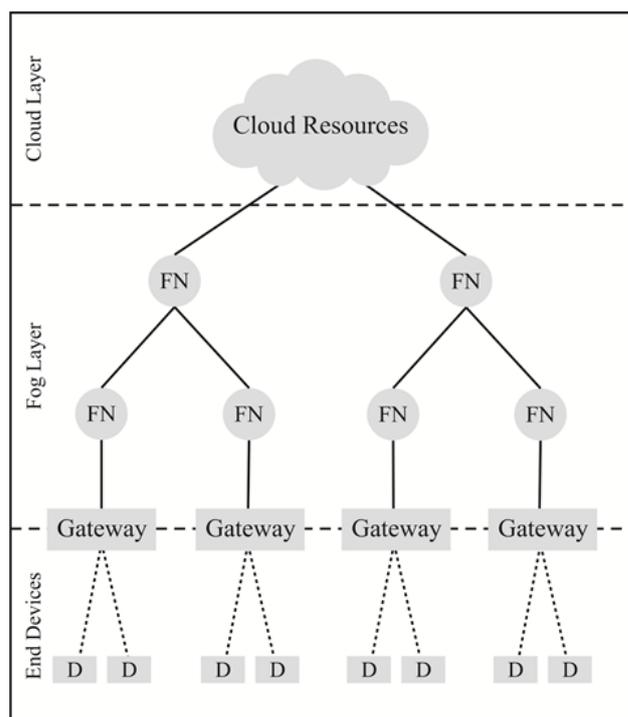 Cloud Layer
Cloud Resources
Fog Layer
FN
FN
FN
FN
FN
FN
Gateway
Gateway
Gateway
Gateway
End Devices
D
D
D
D
D
D
D
D